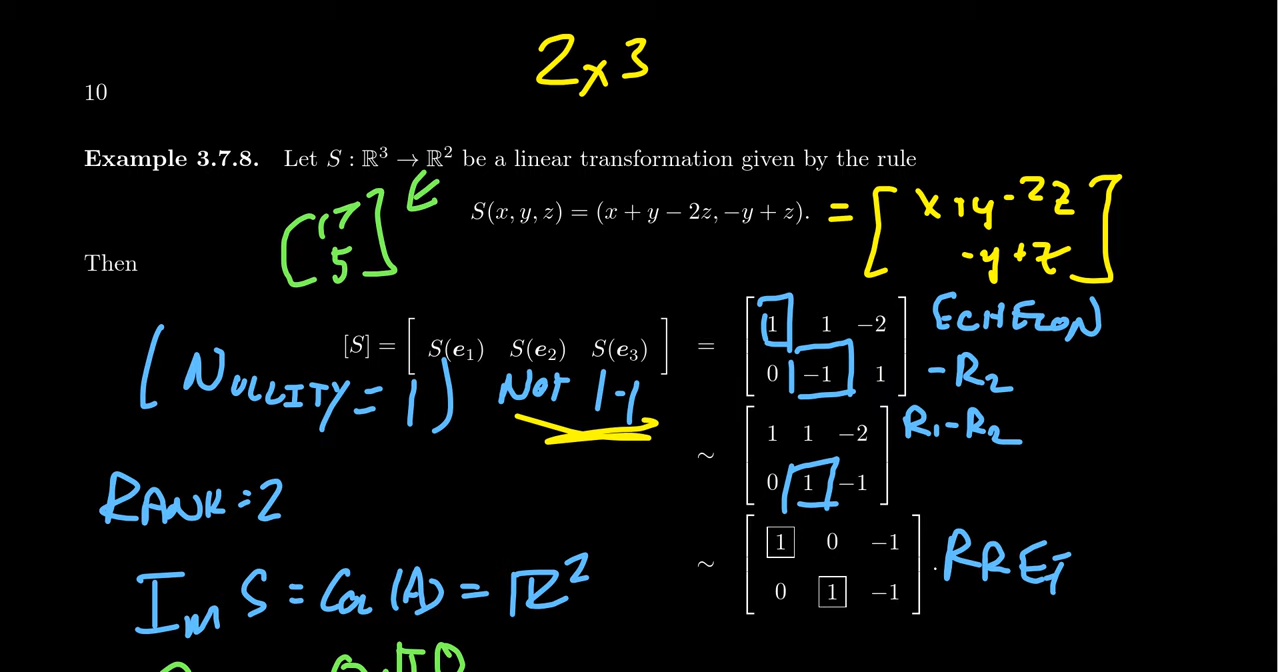 2x3
10
Example 3.7.8. Let S : ℝ³ → ℝ² be a linear transformation given by the rule
S(x, y, z) = (x + y − 2z, −y + z). = [ x+y-2z
-y+z ]
[ 17
5 ] E
Then
[S] = [ S(e₁) S(e₂) S(e₃) ] = [ 1 1 −2
0 −1 1 ]
ECHELON
-R₂
(NULLITY = 1) NOT 1-1
∼ [ 1 1 −2
0 1 −1 ]
R₁-R₂
RANK = 2
∼ [ 1 0 −1
0 1 −1 ] . RREF
Im S = Col (A) = ℝ²